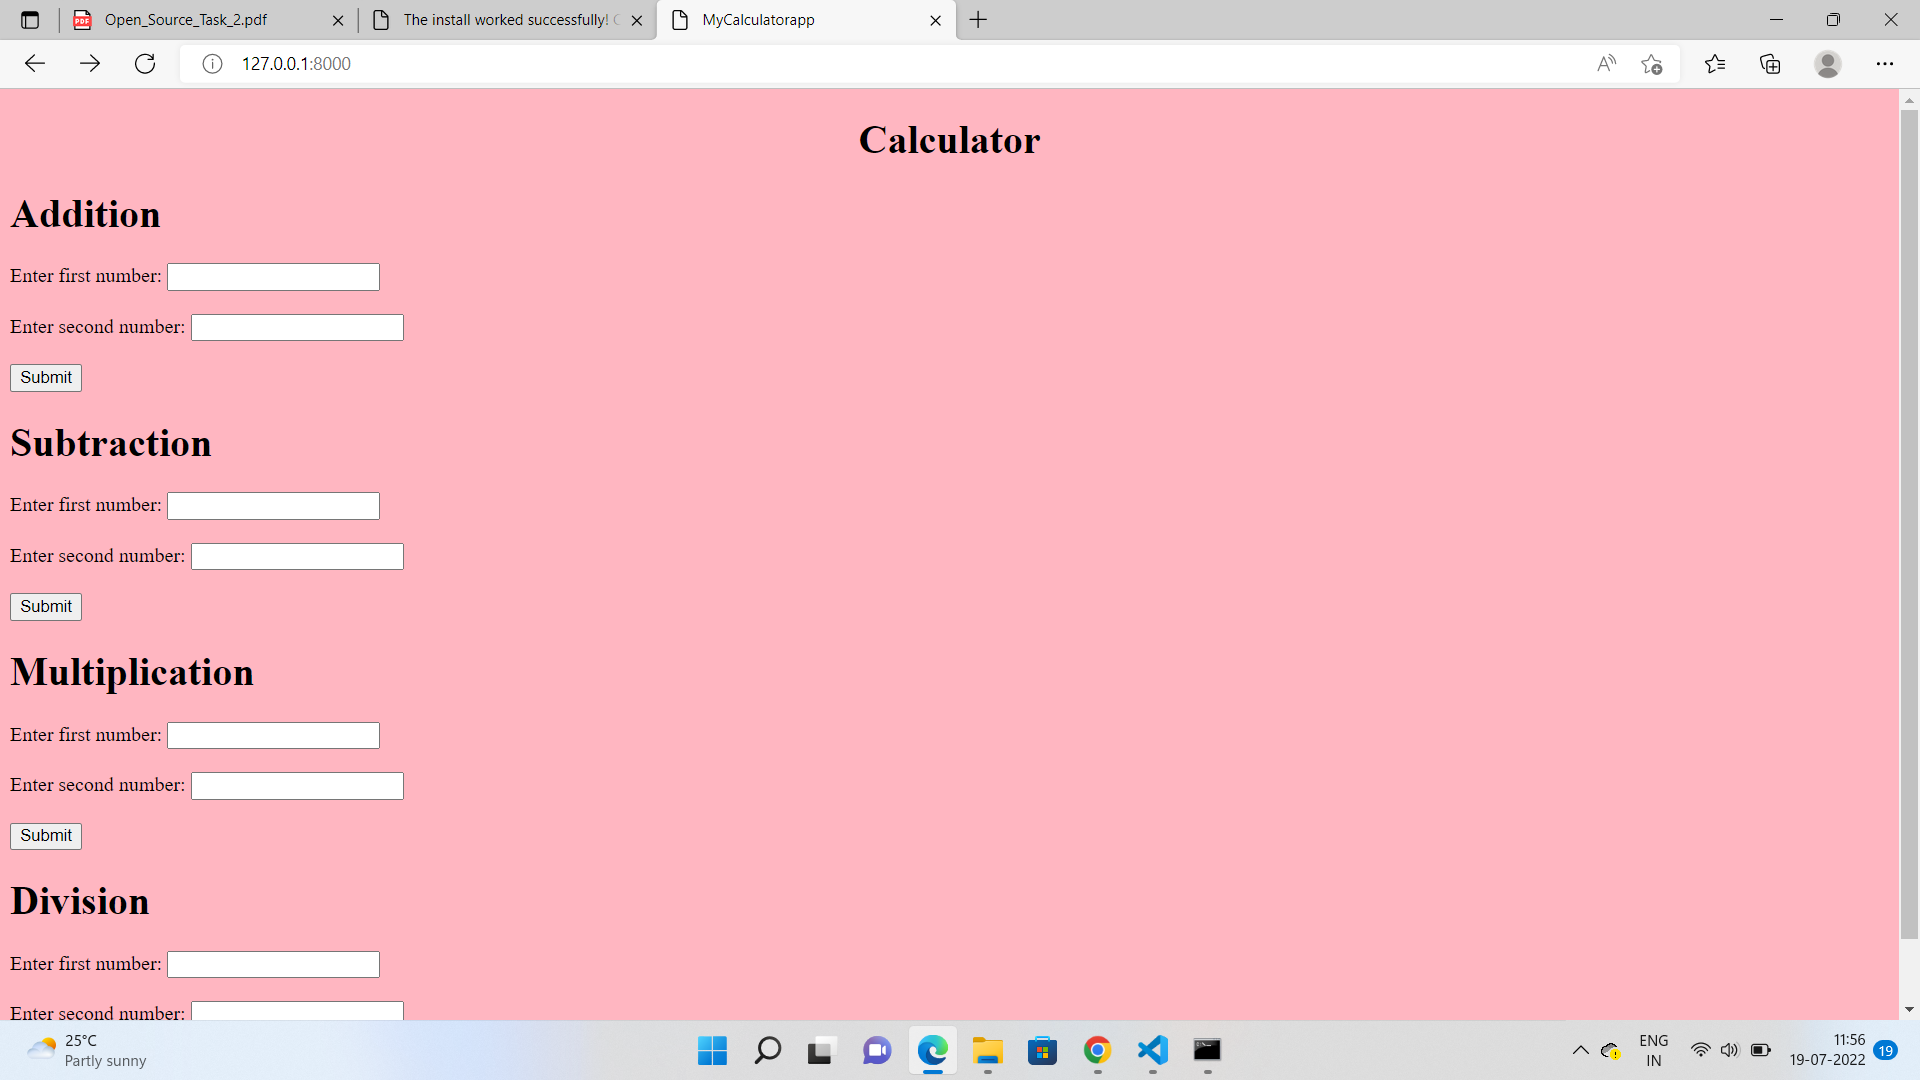 Open_Source_Task_2.pdf
The install worked successfully!
MyCalculatorapp
127.0.0.1:8000
Calculator
Addition
Enter first number:
Enter second number:
Submit
Subtraction
Enter first number:
Enter second number:
Submit
Multiplication
Enter first number:
Enter second number:
Submit
Division
Enter first number:
Enter second number:
25°C
Partly sunny
ENG
IN
11:56
19-07-2022
19